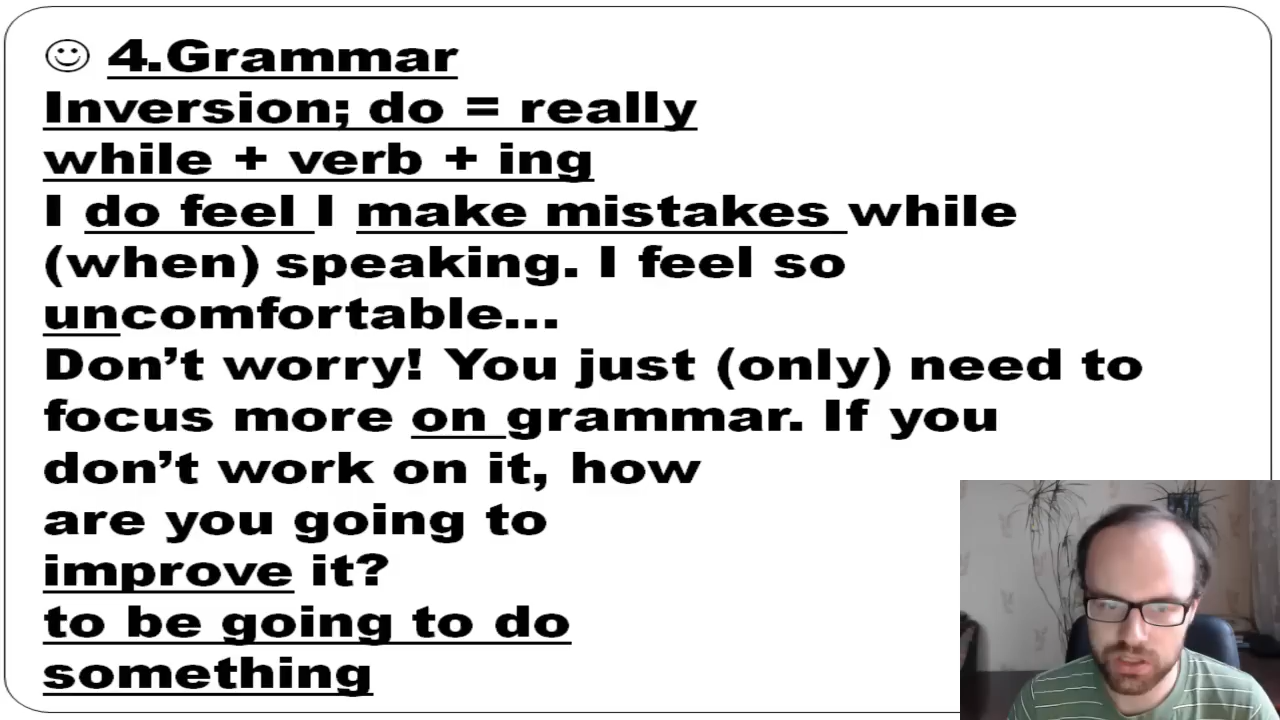 ☺ 4.Grammar
Inversion; do = really
while + verb + ing
I do feel I make mistakes while
(when) speaking. I feel so
uncomfortable...
Don’t worry! You just (only) need to
focus more on grammar. If you
don’t work on it, how
are you going to
improve it?
to be going to do
something